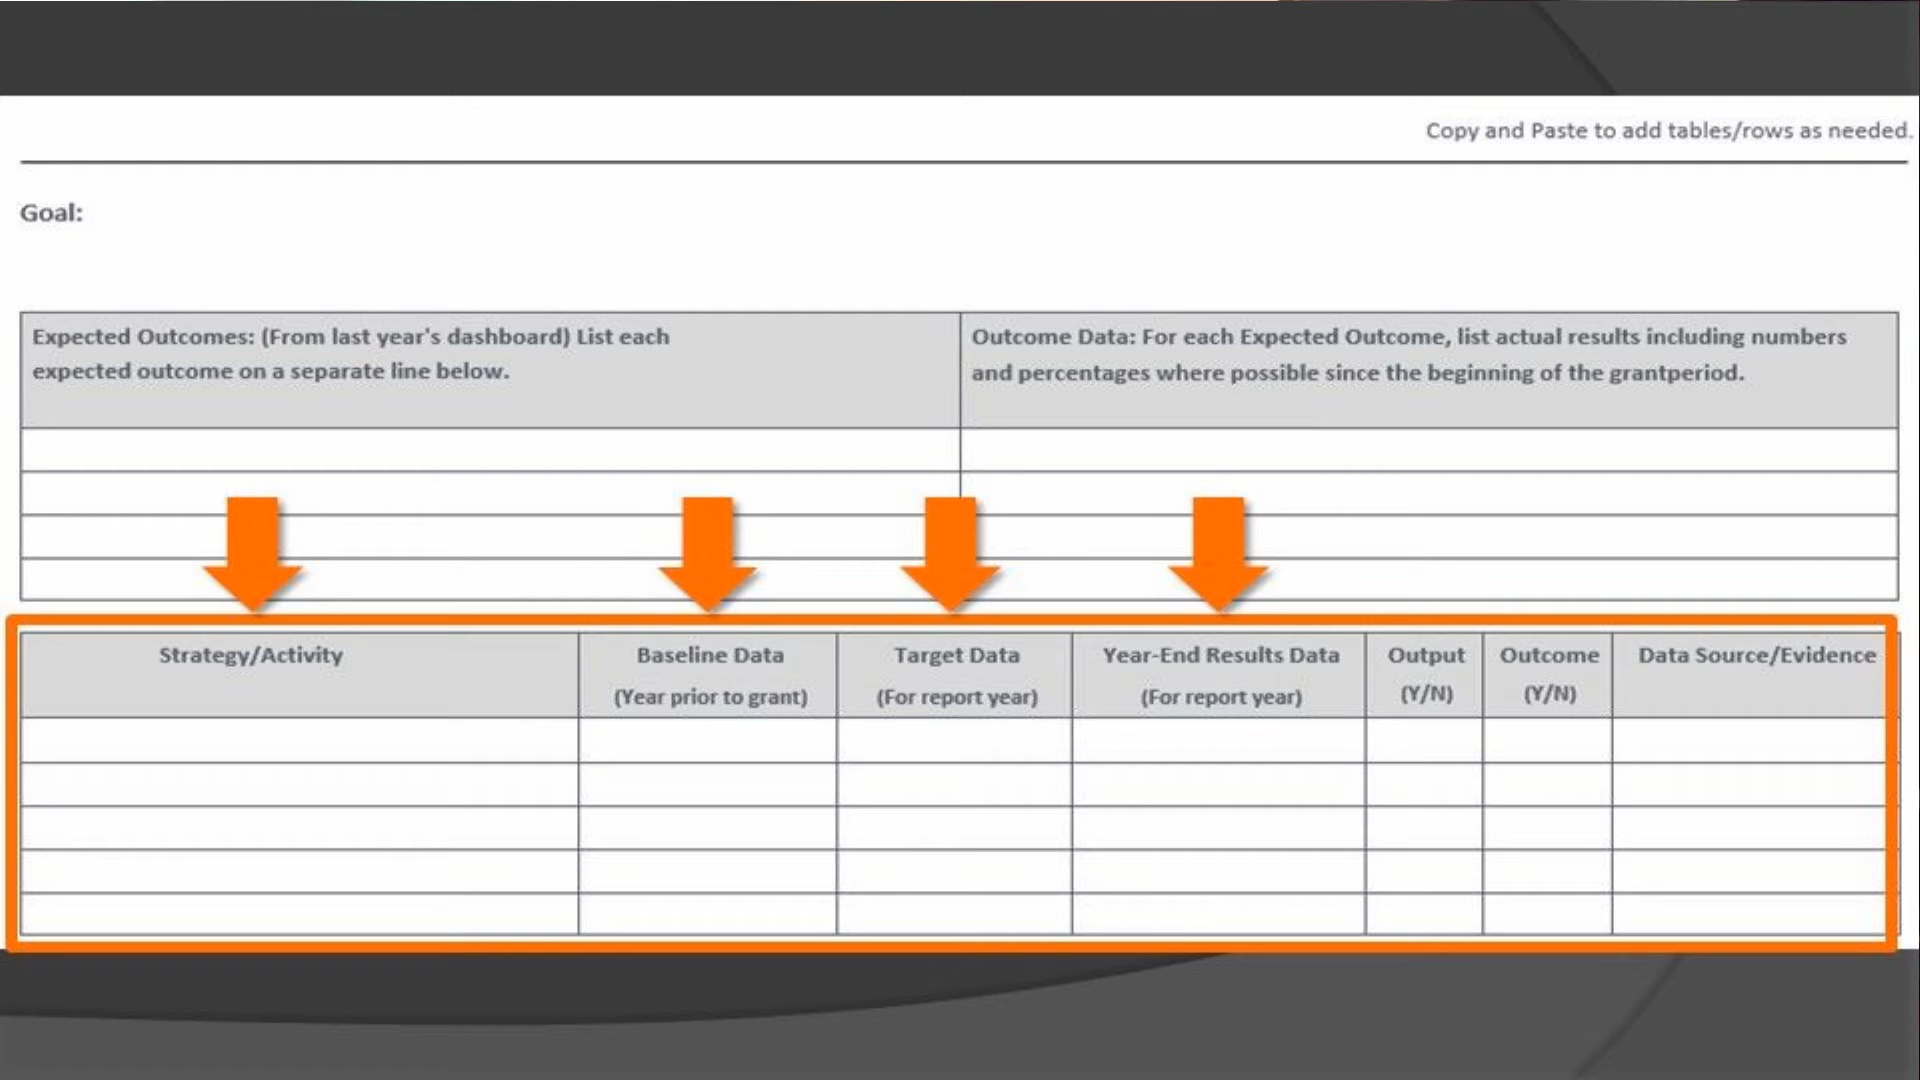 Copy and Paste to add tables/rows as needed.
Goal:
Expected Outcomes: (From last year's dashboard) List each
expected outcome on a separate line below.
Outcome Data: For each Expected Outcome, list actual results including numbers
and percentages where possible since the beginning of the grantperiod.
Strategy/Activity
Baseline Data
(Year prior to grant)
Target Data
(For report year)
Year-End Results Data
(For report year)
Output
(Y/N)
Outcome
(Y/N)
Data Source/Evidence